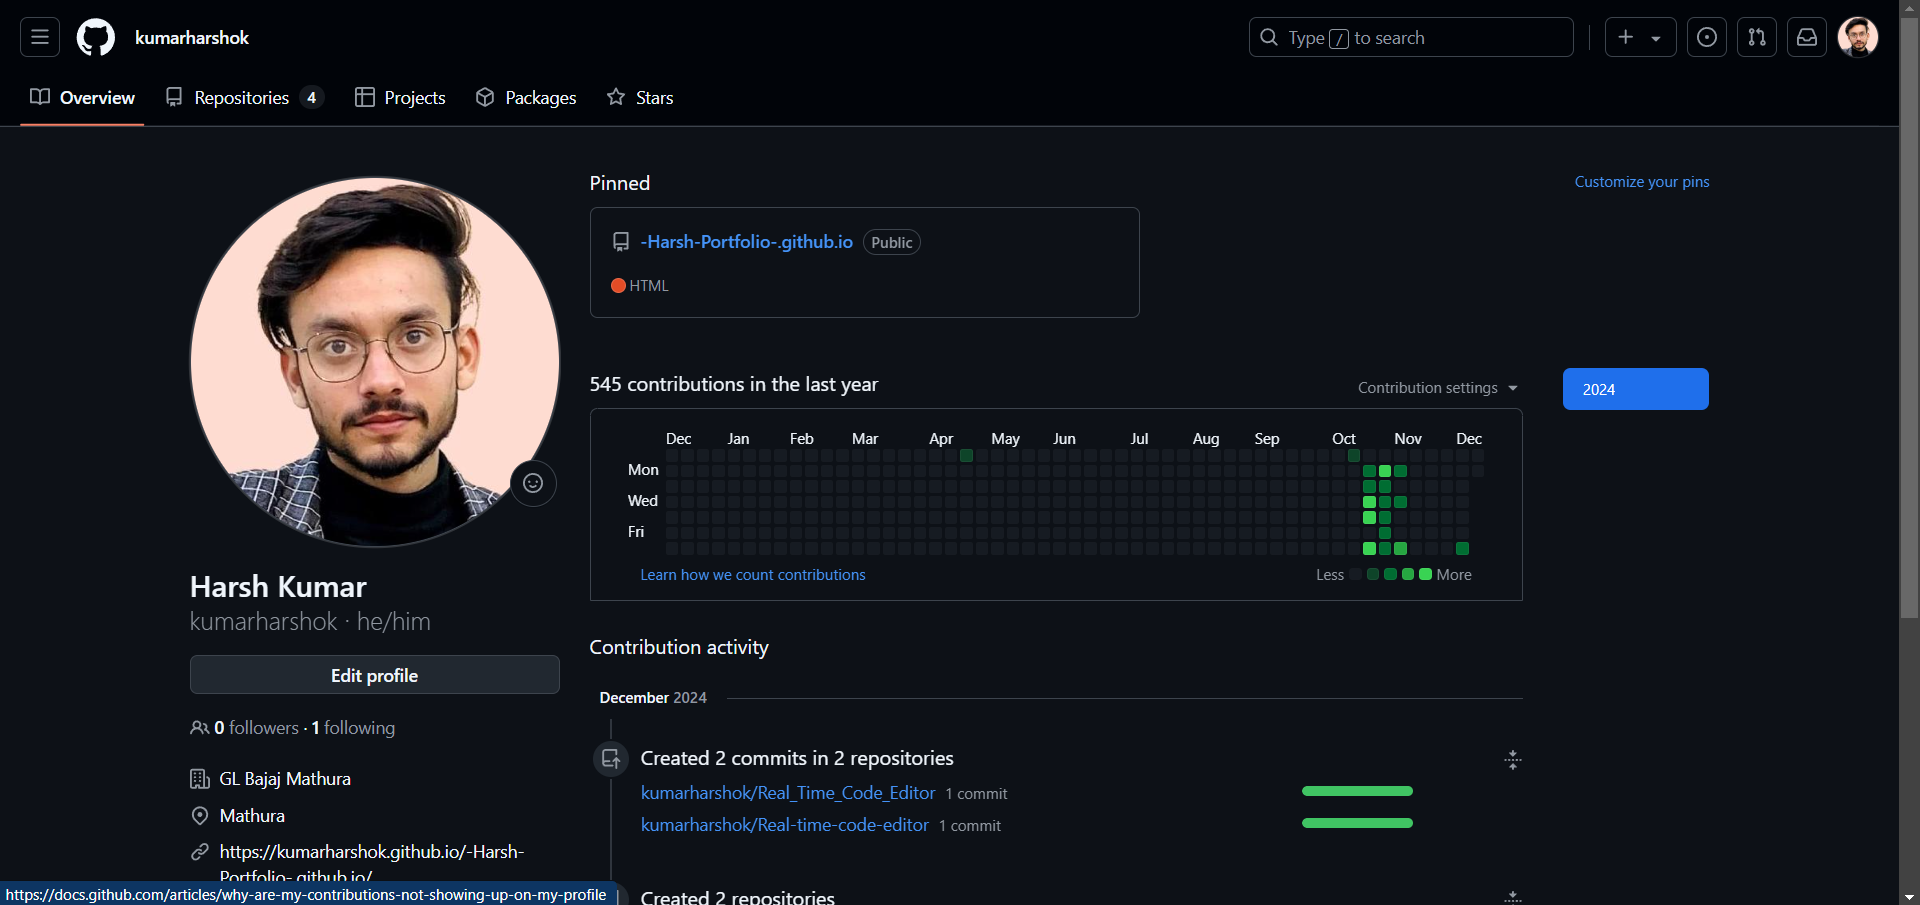 kumarharshok
Type / to search
Overview
Repositories 4
Projects
Packages
Stars
Pinned
Customize your pins
-Harsh-Portfolio-.github.io Public
HTML
545 contributions in the last year
Contribution settings
2024
Dec Jan Feb Mar Apr May Jun Jul Aug Sep Oct Nov Dec
Mon
Wed
Fri
Learn how we count contributions
Less More
Harsh Kumar
kumarharshok · he/him
Edit profile
0 followers · 1 following
GL Bajaj Mathura
Mathura
https://kumarharshok.github.io/-Harsh-
Portfolio-.github.io/
Contribution activity
December 2024
Created 2 commits in 2 repositories
kumarharshok/Real_Time_Code_Editor 1 commit
kumarharshok/Real-time-code-editor 1 commit
Created 2 repositories
https://docs.github.com/articles/why-are-my-contributions-not-showing-up-on-my-profile